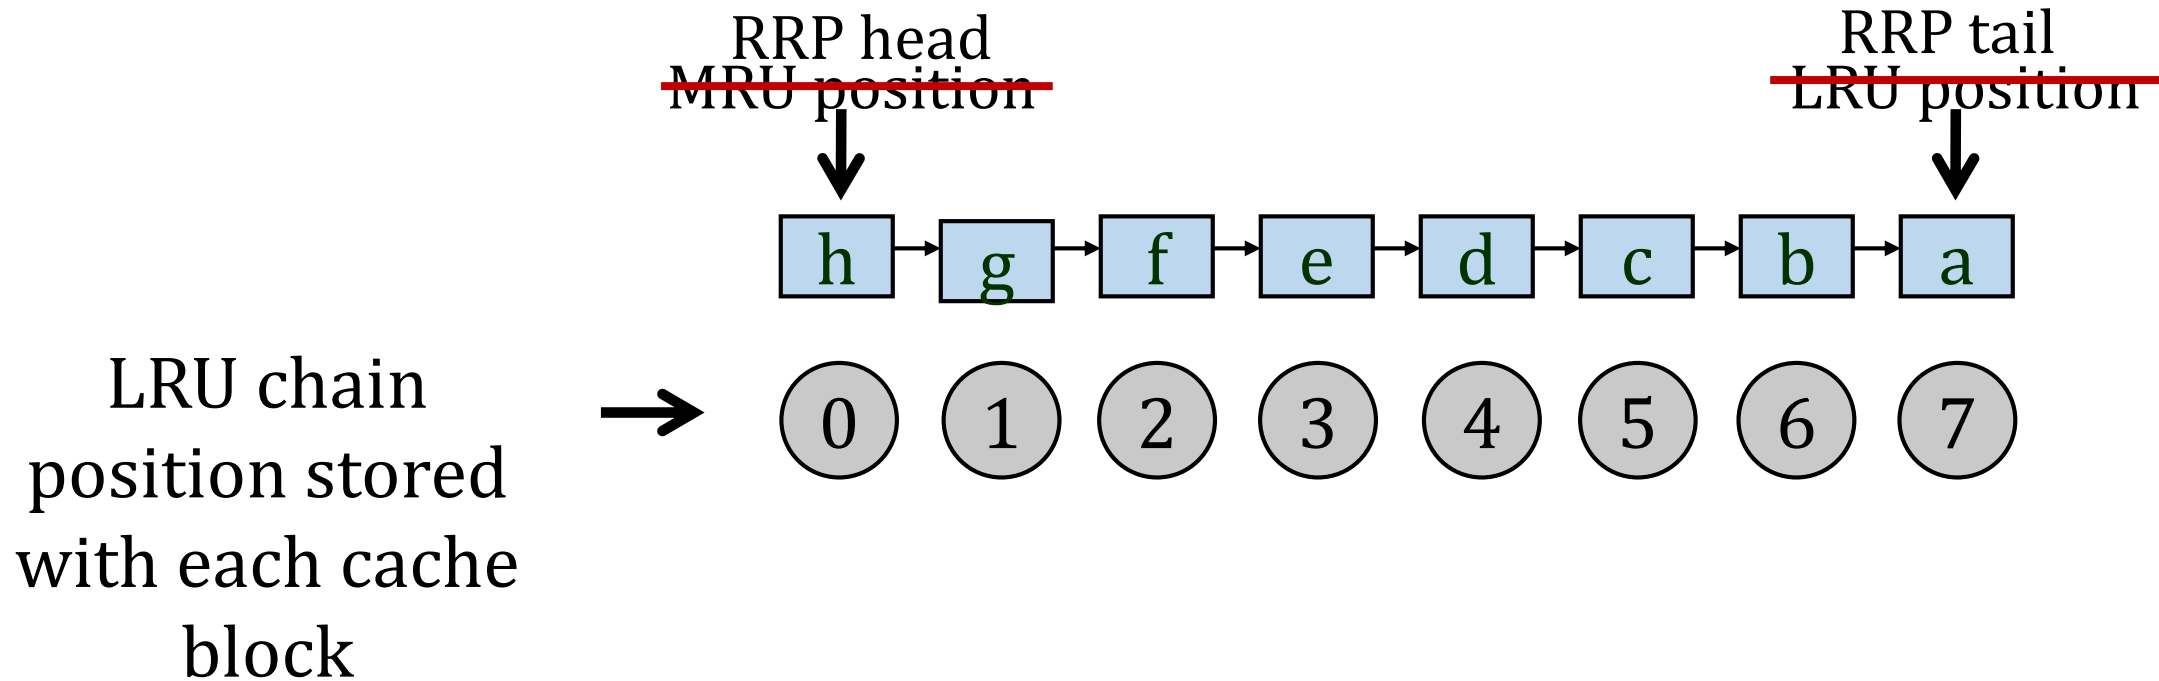 RRP head
MRU position
RRP tail
LRU position
h g f e d c b a
0 1 2 3 4 5 6 7
LRU chain
position stored
with each cache
block